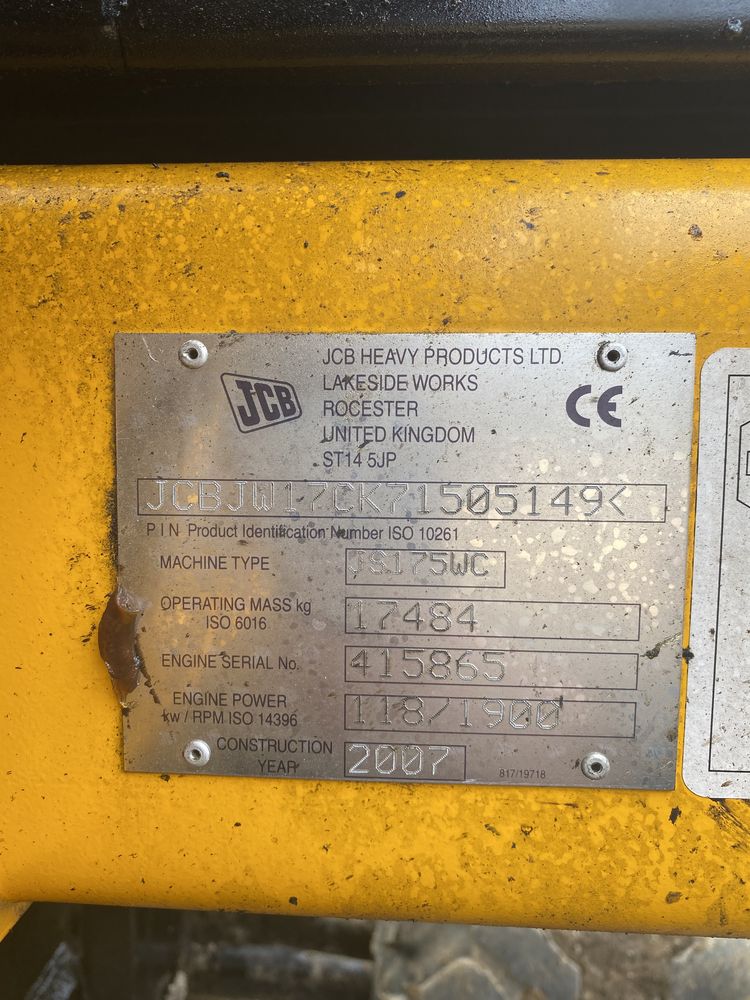 JCB HEAVY PRODUCTS LTD.
JCB
LAKESIDE WORKS
ROCESTER
UNITED KINGDOM
ST14 5JP
CE
JCBJW17CK71505149<
P I N Product Identification Number ISO 10261
MACHINE TYPE JS175WC
OPERATING MASS kg 17484
ISO 6016
ENGINE SERIAL No. 415865
ENGINE POWER 118/1900
kw / RPM ISO 14396
CONSTRUCTION YEAR 2007
817/19718